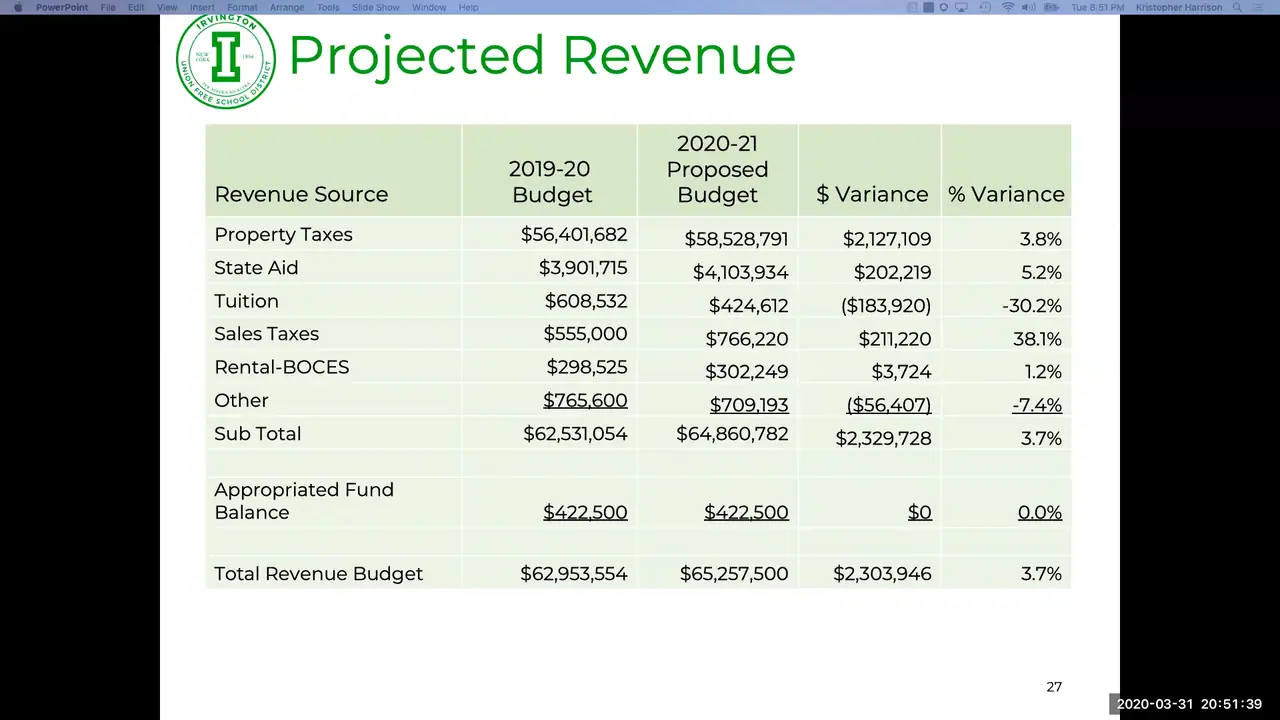 PowerPoint File Edit View Insert Format Arrange Tools Slide Show Window Help Tue 8:51 PM Kristopher Harrison
IRVINGTON
NEW YORK
UNION FREE SCHOOL DISTRICT
I
Projected Revenue
Revenue Source 2019-20 Budget 2020-21 Proposed Budget $ Variance % Variance
Property Taxes $56,401,682 $58,528,791 $2,127,109 3.8%
State Aid $3,901,715 $4,103,934 $202,219 5.2%
Tuition $608,532 $424,612 ($183,920) -30.2%
Sales Taxes $555,000 $766,220 $211,220 38.1%
Rental-BOCES $298,525 $302,249 $3,724 1.2%
Other $765,600 $709,193 ($56,407) -7.4%
Sub Total $62,531,054 $64,860,782 $2,329,728 3.7%
Appropriated Fund
Balance $422,500 $422,500 $0 0.0%
Total Revenue Budget $62,953,554 $65,257,500 $2,303,946 3.7%
27
2020-03-31 20:51:39